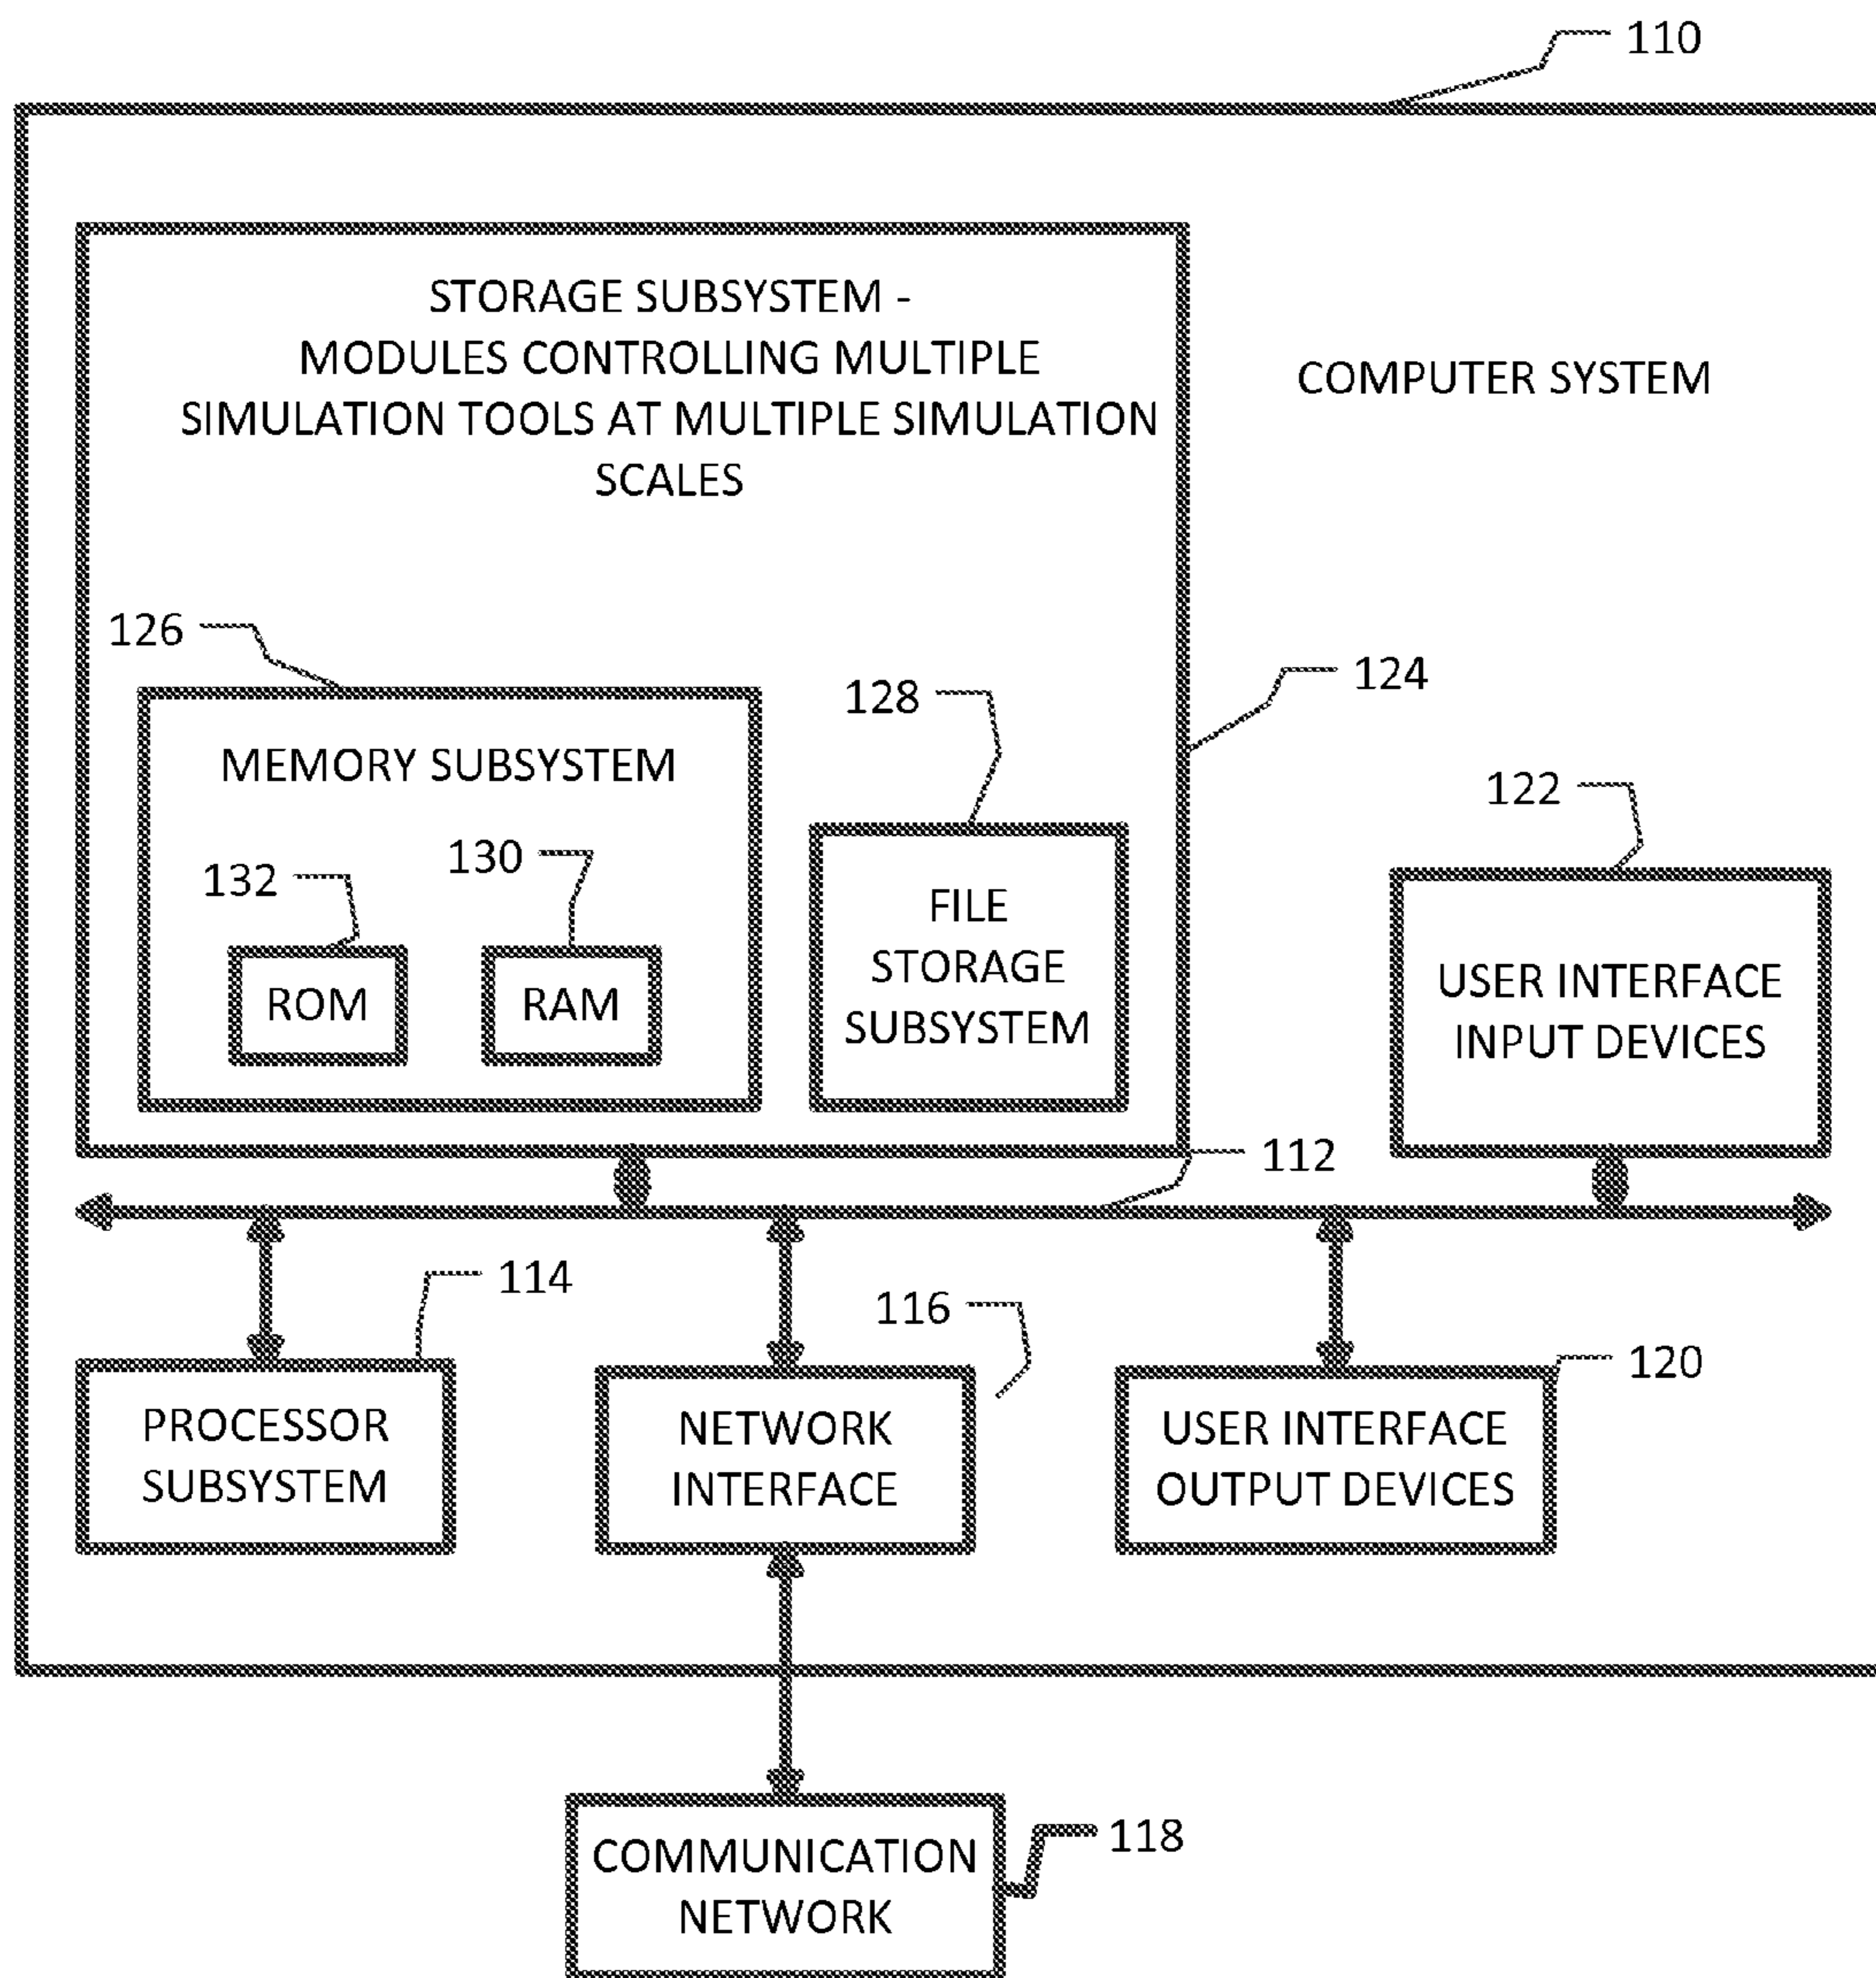 110
STORAGE SUBSYSTEM -
MODULES CONTROLLING MULTIPLE
SIMULATION TOOLS AT MULTIPLE SIMULATION
SCALES
COMPUTER SYSTEM
126
124
128
MEMORY SUBSYSTEM
122
132
130
ROM
RAM
FILE
STORAGE
SUBSYSTEM
USER INTERFACE
INPUT DEVICES
112
114
116
120
PROCESSOR
SUBSYSTEM
NETWORK
INTERFACE
USER INTERFACE
OUTPUT DEVICES
118
COMMUNICATION
NETWORK